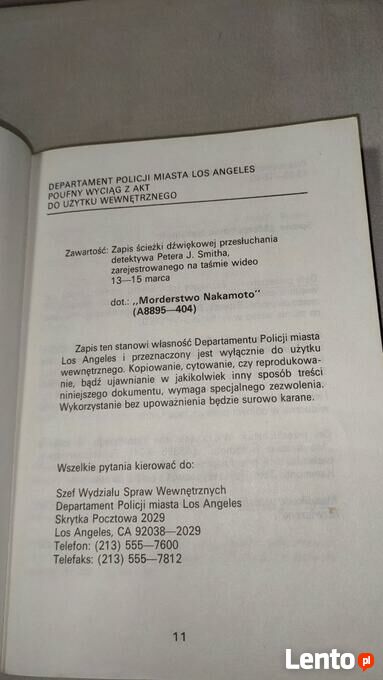 DEPARTAMENT POLICJI MIASTA LOS ANGELES
POUFNY WYCIĄG Z AKT
DO UŻYTKU WEWNĘTRZNEGO
Zawartość: Zapis ścieżki dźwiękowej przesłuchania
detektywa Petera J. Smitha,
zarejestrowanego na taśmie wideo
13—15 marca
dot.: „Morderstwo Nakamoto"
(A8895—404)
Zapis ten stanowi własność Departamentu Policji miasta
Los Angeles i przeznaczony jest wyłącznie do użytku
wewnętrznego. Kopiowanie, cytowanie, czy reprodukowa-
nie, bądź ujawnianie w jakikolwiek inny sposób treści
niniejszego dokumentu, wymaga specjalnego zezwolenia.
Wykorzystanie bez upoważnienia będzie surowo karane.
Wszelkie pytania kierować do:
Szef Wydziału Spraw Wewnętrznych
Departament Policji miasta Los Angeles
Skrytka Pocztowa 2029
Los Angeles, CA 92038—2029
Telefon: (213) 555—7600
Telefaks: (213) 555—7812
11
Lento.pl